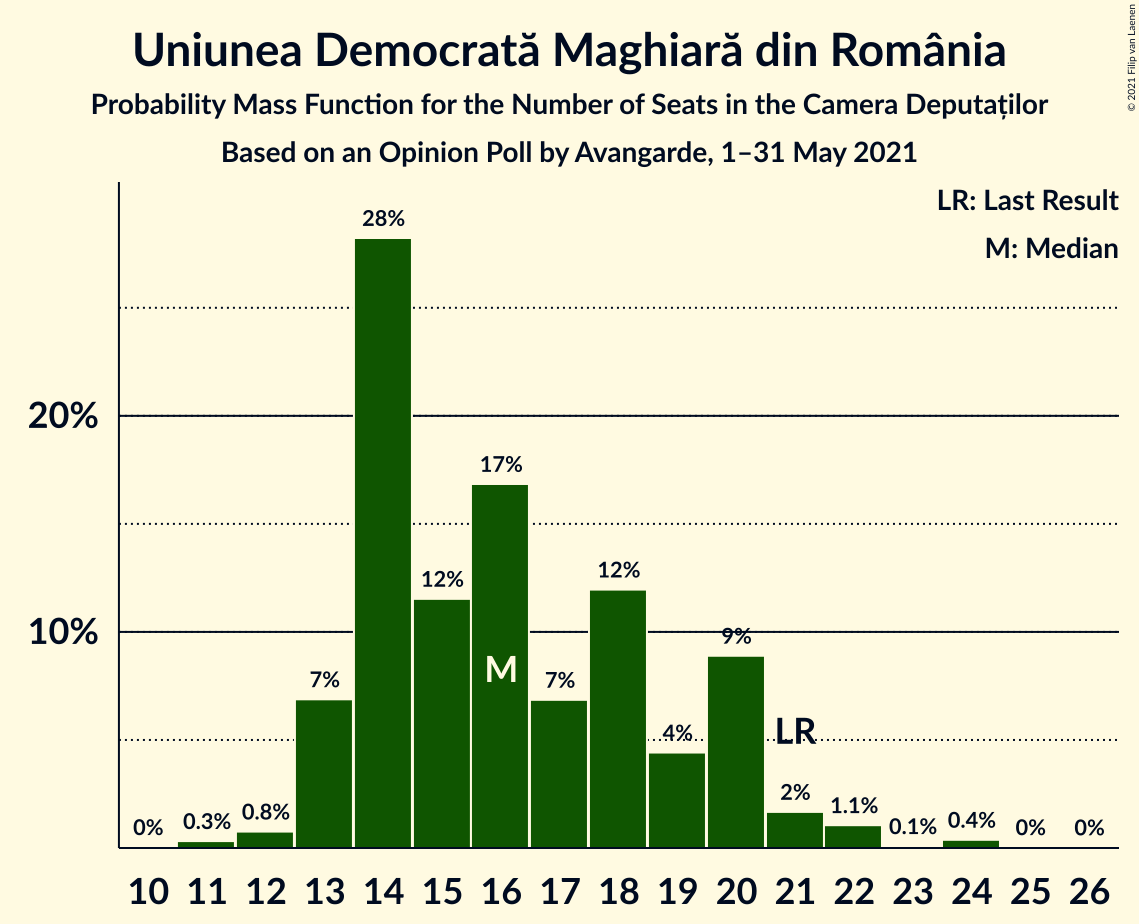 Uniunea Democrată Maghiară din România
Probability Mass Function for the Number of Seats in the Camera Deputaților
Based on an Opinion Poll by Avangarde, 1–31 May 2021
© 2021 Filip van Laenen
LR: Last Result
M: Median
20%
10%
0%
0.3%
0.8%
7%
28%
12%
17%
7%
12%
4%
9%
2%
1.1%
0.1%
0.4%
0%
0%
M
LR
10 11 12 13 14 15 16 17 18 19 20 21 22 23 24 25 26